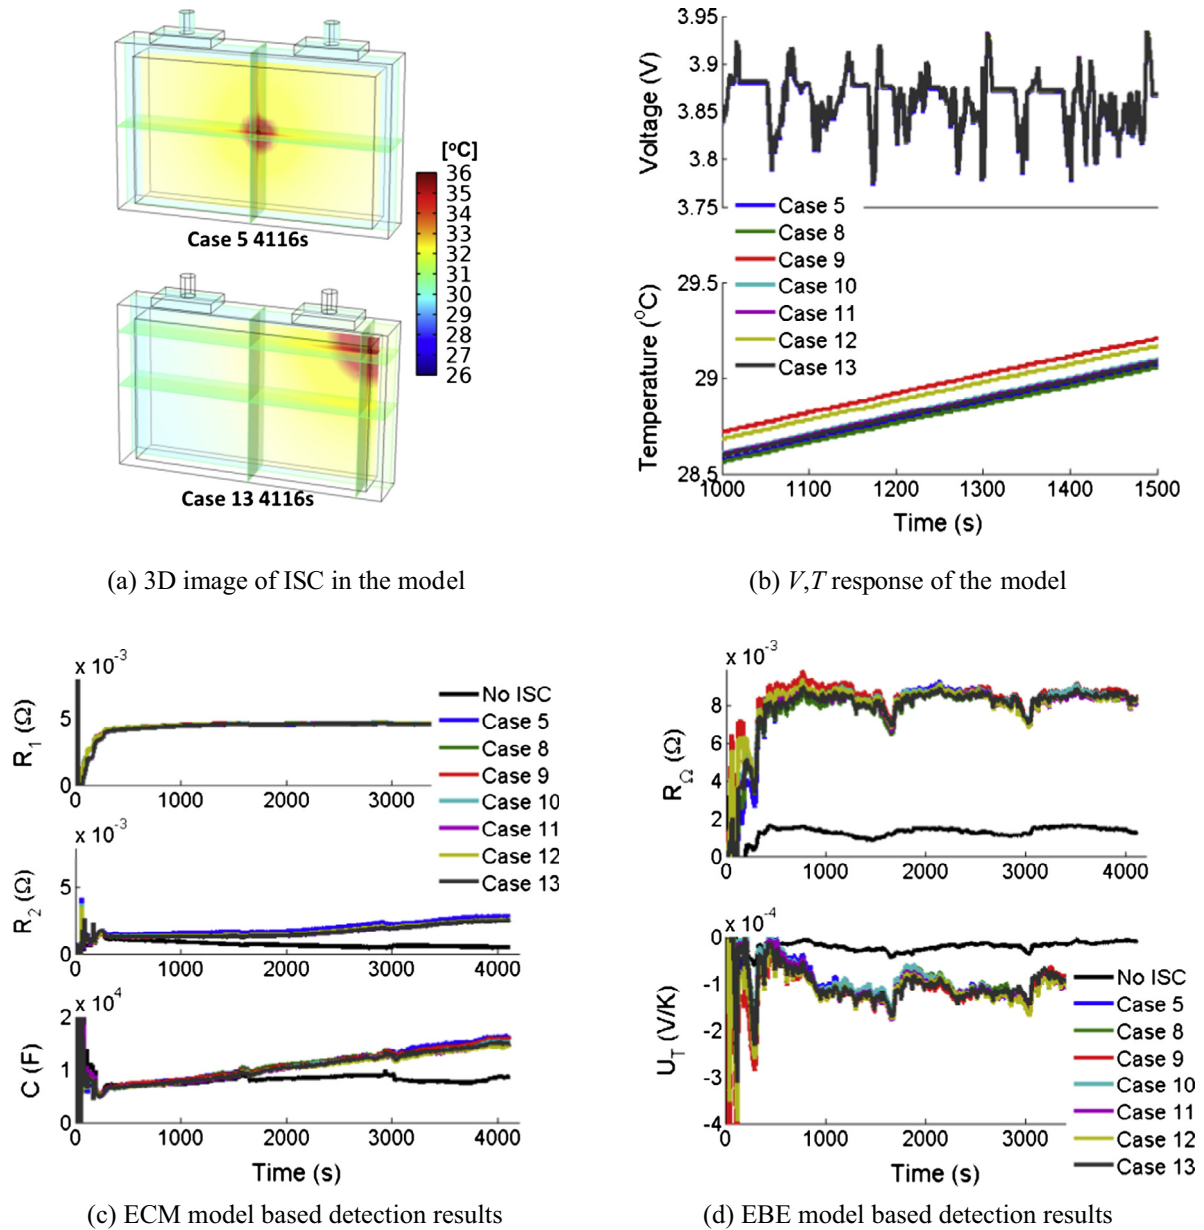 [ºC]
36
35
34
33
32
31
30
29
28
27
26
Case 5 4116s
Case 13 4116s
(a) 3D image of ISC in the model
3.95
3.9
3.85
3.8
3.75
Voltage (V)
Case 5
Case 8
Case 9
Case 10
Case 11
Case 12
Case 13
29.5
29
28.5
Temperature (⁰C)
1000 1100 1200 1300 1400 1500
Time (s)
(b) V,T response of the model
x 10⁻³
5
0
R₁ (Ω)
0 1000 2000 3000
x 10⁻³
5
0
R₂ (Ω)
0 1000 2000 3000 4000
x 10⁴
2
1
0
C (F)
0 1000 2000 3000 4000
Time (s)
No ISC
Case 5
Case 8
Case 9
Case 10
Case 11
Case 12
Case 13
(c) ECM model based detection results
x 10⁻³
8
6
4
2
0
R_Ω (Ω)
0 1000 2000 3000 4000
x 10⁻⁴
0
-1
-2
-3
-4
U_T (V/K)
0 1000 2000 3000
Time (s)
No ISC
Case 5
Case 8
Case 9
Case 10
Case 11
Case 12
Case 13
(d) EBE model based detection results